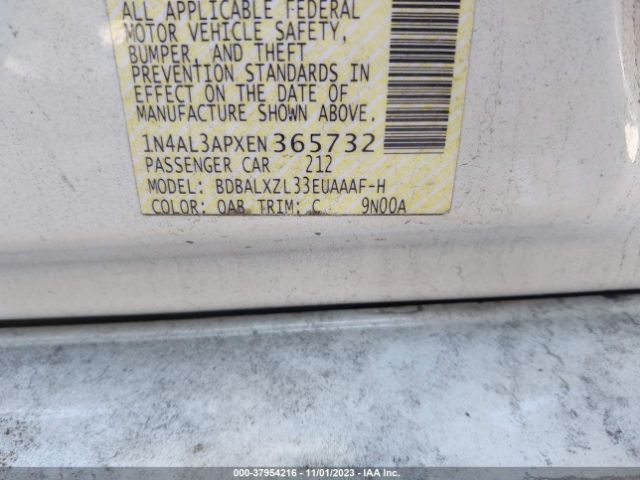 ALL APPLICABLE FEDERAL
MOTOR VEHICLE SAFETY,
BUMPER, AND THEFT
PREVENTION STANDARDS IN
EFFECT ON THE DATE OF
MANUFACTURE SHOWN ABOVE.
1N4AL3APXEN365732
PASSENGER CAR 212
MODEL: BDBALXZL33EUAAAF-H
COLOR: QAB TRIM: C 9N00A
000-37954216 - 11/01/2023 - IAA Inc.